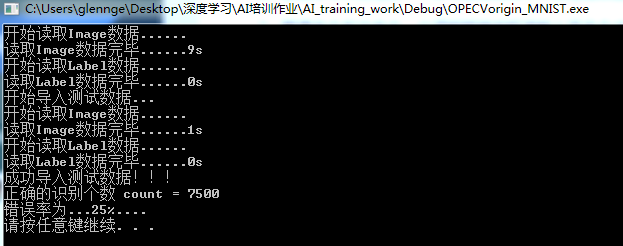 C:\Users\glennge\Desktop\深度学习\AI培训作业\AI_training_work\Debug\OPECVorigin_MNIST.exe
开始读取Image数据......
读取Image数据完毕......9s
开始读取Label数据......
读取Label数据完毕......0s
开始导入测试数据...
开始读取Image数据......
读取Image数据完毕......1s
开始读取Label数据......
读取Label数据完毕......0s
成功导入测试数据！！！
正确的识别个数 count = 7500
错误率为...25%....
请按任意键继续. . .